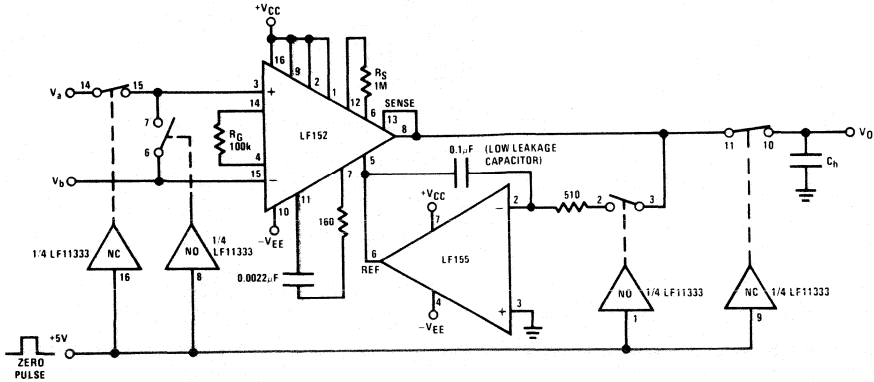 +VCC
16
9
2
1
12
RS
1M
6
SENSE
13
8
Va
14
15
3
+
14
RG
100k
4
LF152
7
6
Vb
15
−
5
7
10
−VEE
11
160
0.0022µF
0.1µF
(LOW LEAKAGE
CAPACITOR)
+VCC
7
−
2
510
2
3
6
REF
LF155
4
−VEE
+
3
11
10
VO
Ch
1/4 LF11333
NC
16
NO
1/4
LF11333
8
NO
1/4 LF11333
1
NC
1/4 LF11333
9
+5V
ZERO
PULSE